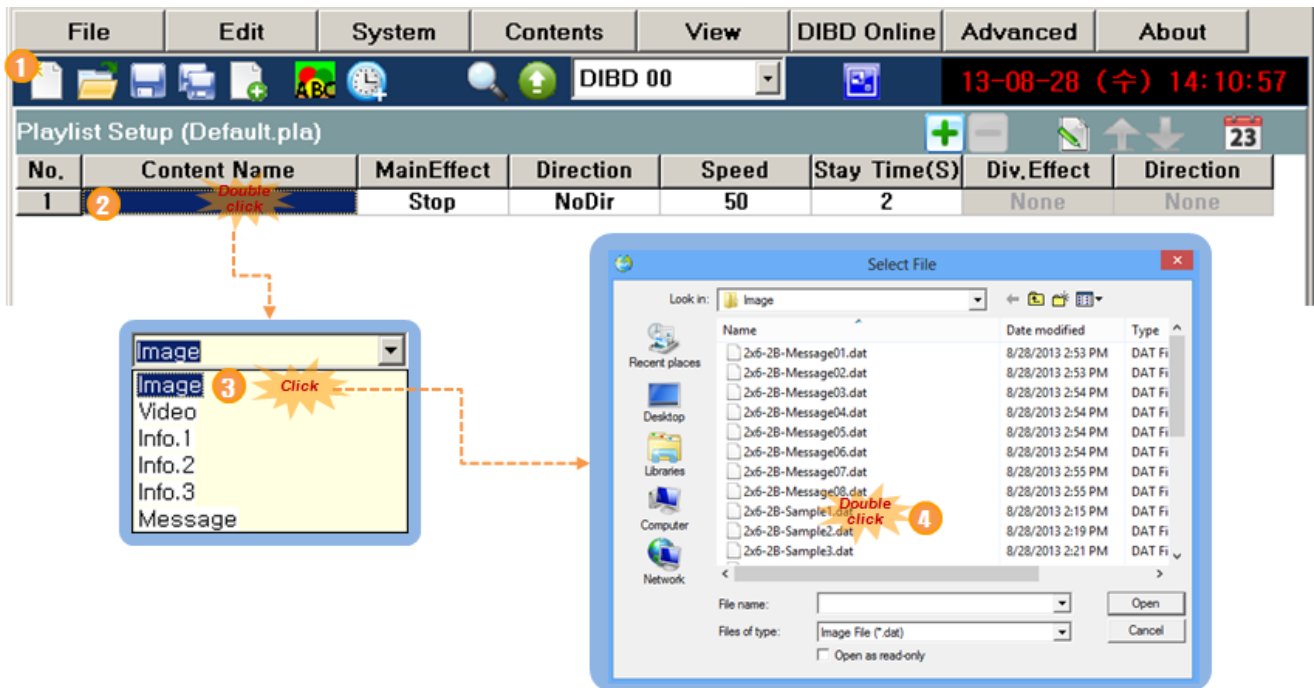 File Edit System Contents View DIBD Online Advanced About
1 ABC DIBD 00 13-08-28 (수) 14:10:57
Playlist Setup (Default.pla) 23
No. Content Name MainEffect Direction Speed Stay Time(S) Div.Effect Direction
1 2 Double click Stop NoDir 50 2 None None
Image
Image 3 Click
Video
Info.1
Info.2
Info.3
Message
Select File
Look in: Image
Recent places
Desktop
Libraries
Computer
Network
Name Date modified Type
2x6-2B-Message01.dat 8/28/2013 2:53 PM DAT Fi
2x6-2B-Message02.dat 8/28/2013 2:53 PM DAT Fi
2x6-2B-Message03.dat 8/28/2013 2:54 PM DAT Fi
2x6-2B-Message04.dat 8/28/2013 2:54 PM DAT Fi
2x6-2B-Message05.dat 8/28/2013 2:54 PM DAT Fi
2x6-2B-Message06.dat 8/28/2013 2:54 PM DAT Fi
2x6-2B-Message07.dat 8/28/2013 2:55 PM DAT Fi
2x6-2B-Message08.dat 8/28/2013 2:55 PM DAT Fi
2x6-2B-Sample1.dat 8/28/2013 2:15 PM DAT Fi
2x6-2B-Sample2.dat 8/28/2013 2:19 PM DAT Fi
2x6-2B-Sample3.dat 8/28/2013 2:21 PM DAT Fi
Double click 4
File name: Open
Files of type: Image File (*.dat) Cancel
Open as read-only